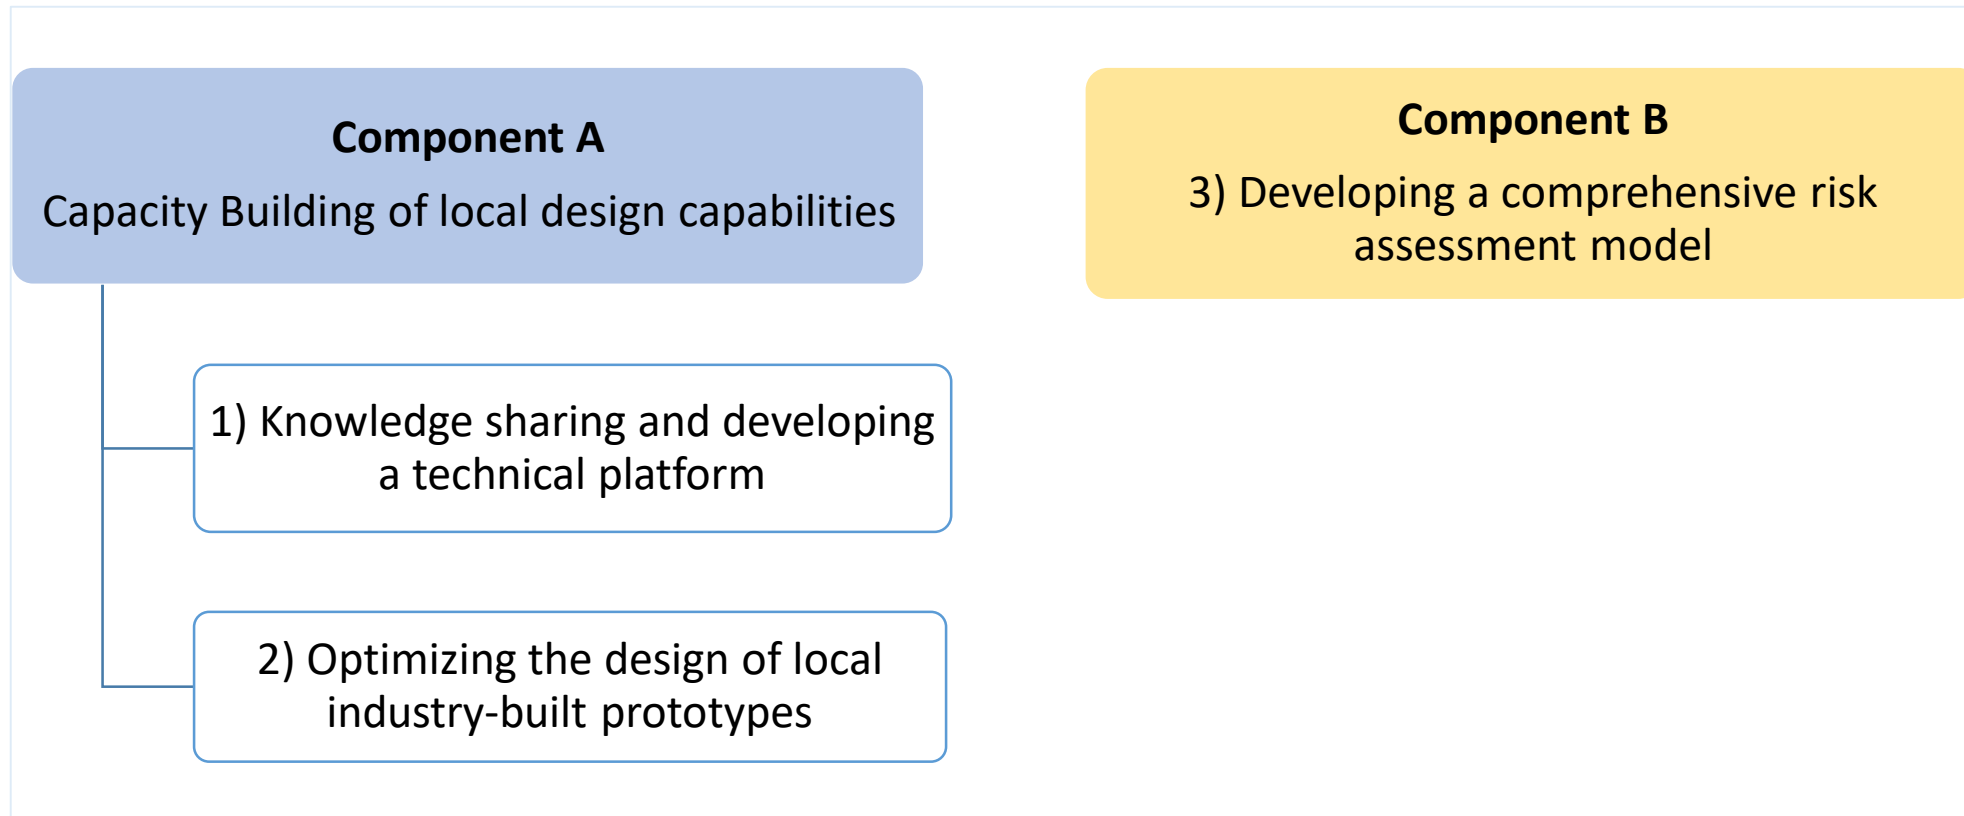 Component A
Capacity Building of local design capabilities
1) Knowledge sharing and developing
a technical platform
2) Optimizing the design of local
industry-built prototypes
Component B
3) Developing a comprehensive risk
assessment model